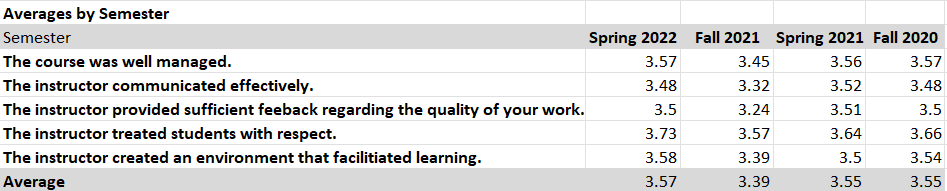 Averages by Semester
Semester Spring 2022 Fall 2021 Spring 2021 Fall 2020
The course was well managed. 3.57 3.45 3.56 3.57
The instructor communicated effectively. 3.48 3.32 3.52 3.48
The instructor provided sufficient feeback regarding the quality of your work. 3.5 3.24 3.51 3.5
The instructor treated students with respect. 3.73 3.57 3.64 3.66
The instructor created an environment that facilitiated learning. 3.58 3.39 3.5 3.54
Average 3.57 3.39 3.55 3.55